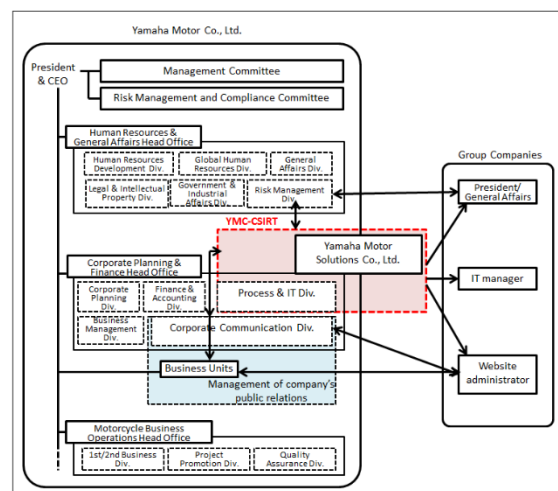 Yamaha Motor Co., Ltd.
President
& CEO
Management Committee
Risk Management and Compliance Committee
Human Resources &
General Affairs Head Office
Human Resources
Development Div.
Global Human
Resources Div.
General
Affairs Div.
Legal & Intellectual
Property Div.
Government &
Industrial
Affairs Div.
Risk Management
Div.
Group Companies
President/
General Affairs
YMC-CSIRT
Yamaha Motor
Solutions Co., Ltd.
Corporate Planning &
Finance Head Office
Corporate
Planning
Div.
Finance &
Accounting
Div.
Process & IT Div.
IT manager
Business
Management Div.
Corporate Communication Div.
Business Units
Management of company's
public relations
Website
administrator
Motorcycle Business
Operations Head Office
1st/2nd Business
Div.
Project
Promotion Div.
Quality
Assurance Div.